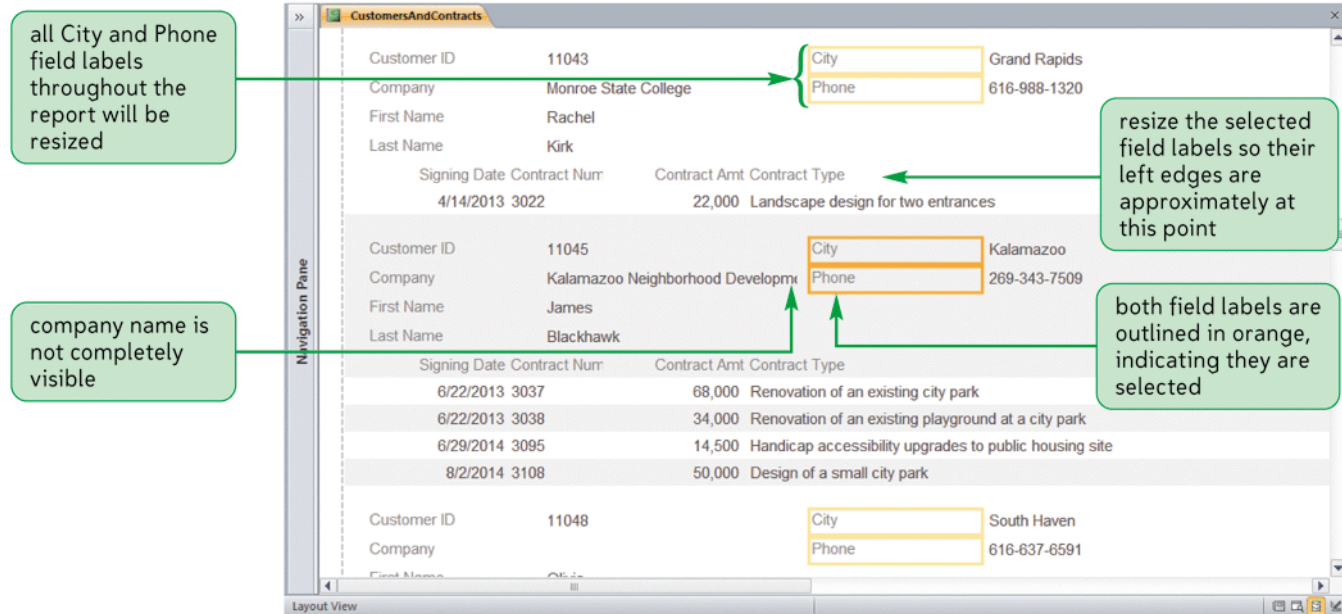 all City and Phone
field labels
throughout the
report will be
resized
company name is
not completely
visible
»
CustomersAndContracts
Navigation Pane
Customer ID 11043 City Grand Rapids
Company Monroe State College Phone 616-988-1320
First Name Rachel
Last Name Kirk
Signing Date Contract Num Contract Amt Contract Type
4/14/2013 3022 22,000 Landscape design for two entrances
Customer ID 11045 City Kalamazoo
Company Kalamazoo Neighborhood Developme Phone 269-343-7509
First Name James
Last Name Blackhawk
Signing Date Contract Num Contract Amt Contract Type
6/22/2013 3037 68,000 Renovation of an existing city park
6/22/2013 3038 34,000 Renovation of an existing playground at a city park
6/29/2014 3095 14,500 Handicap accessibility upgrades to public housing site
8/2/2014 3108 50,000 Design of a small city park
Customer ID 11048 City South Haven
Company Phone 616-637-6591
First Name Olivia
Layout View
resize the selected
field labels so their
left edges are
approximately at
this point
both field labels are
outlined in orange,
indicating they are
selected